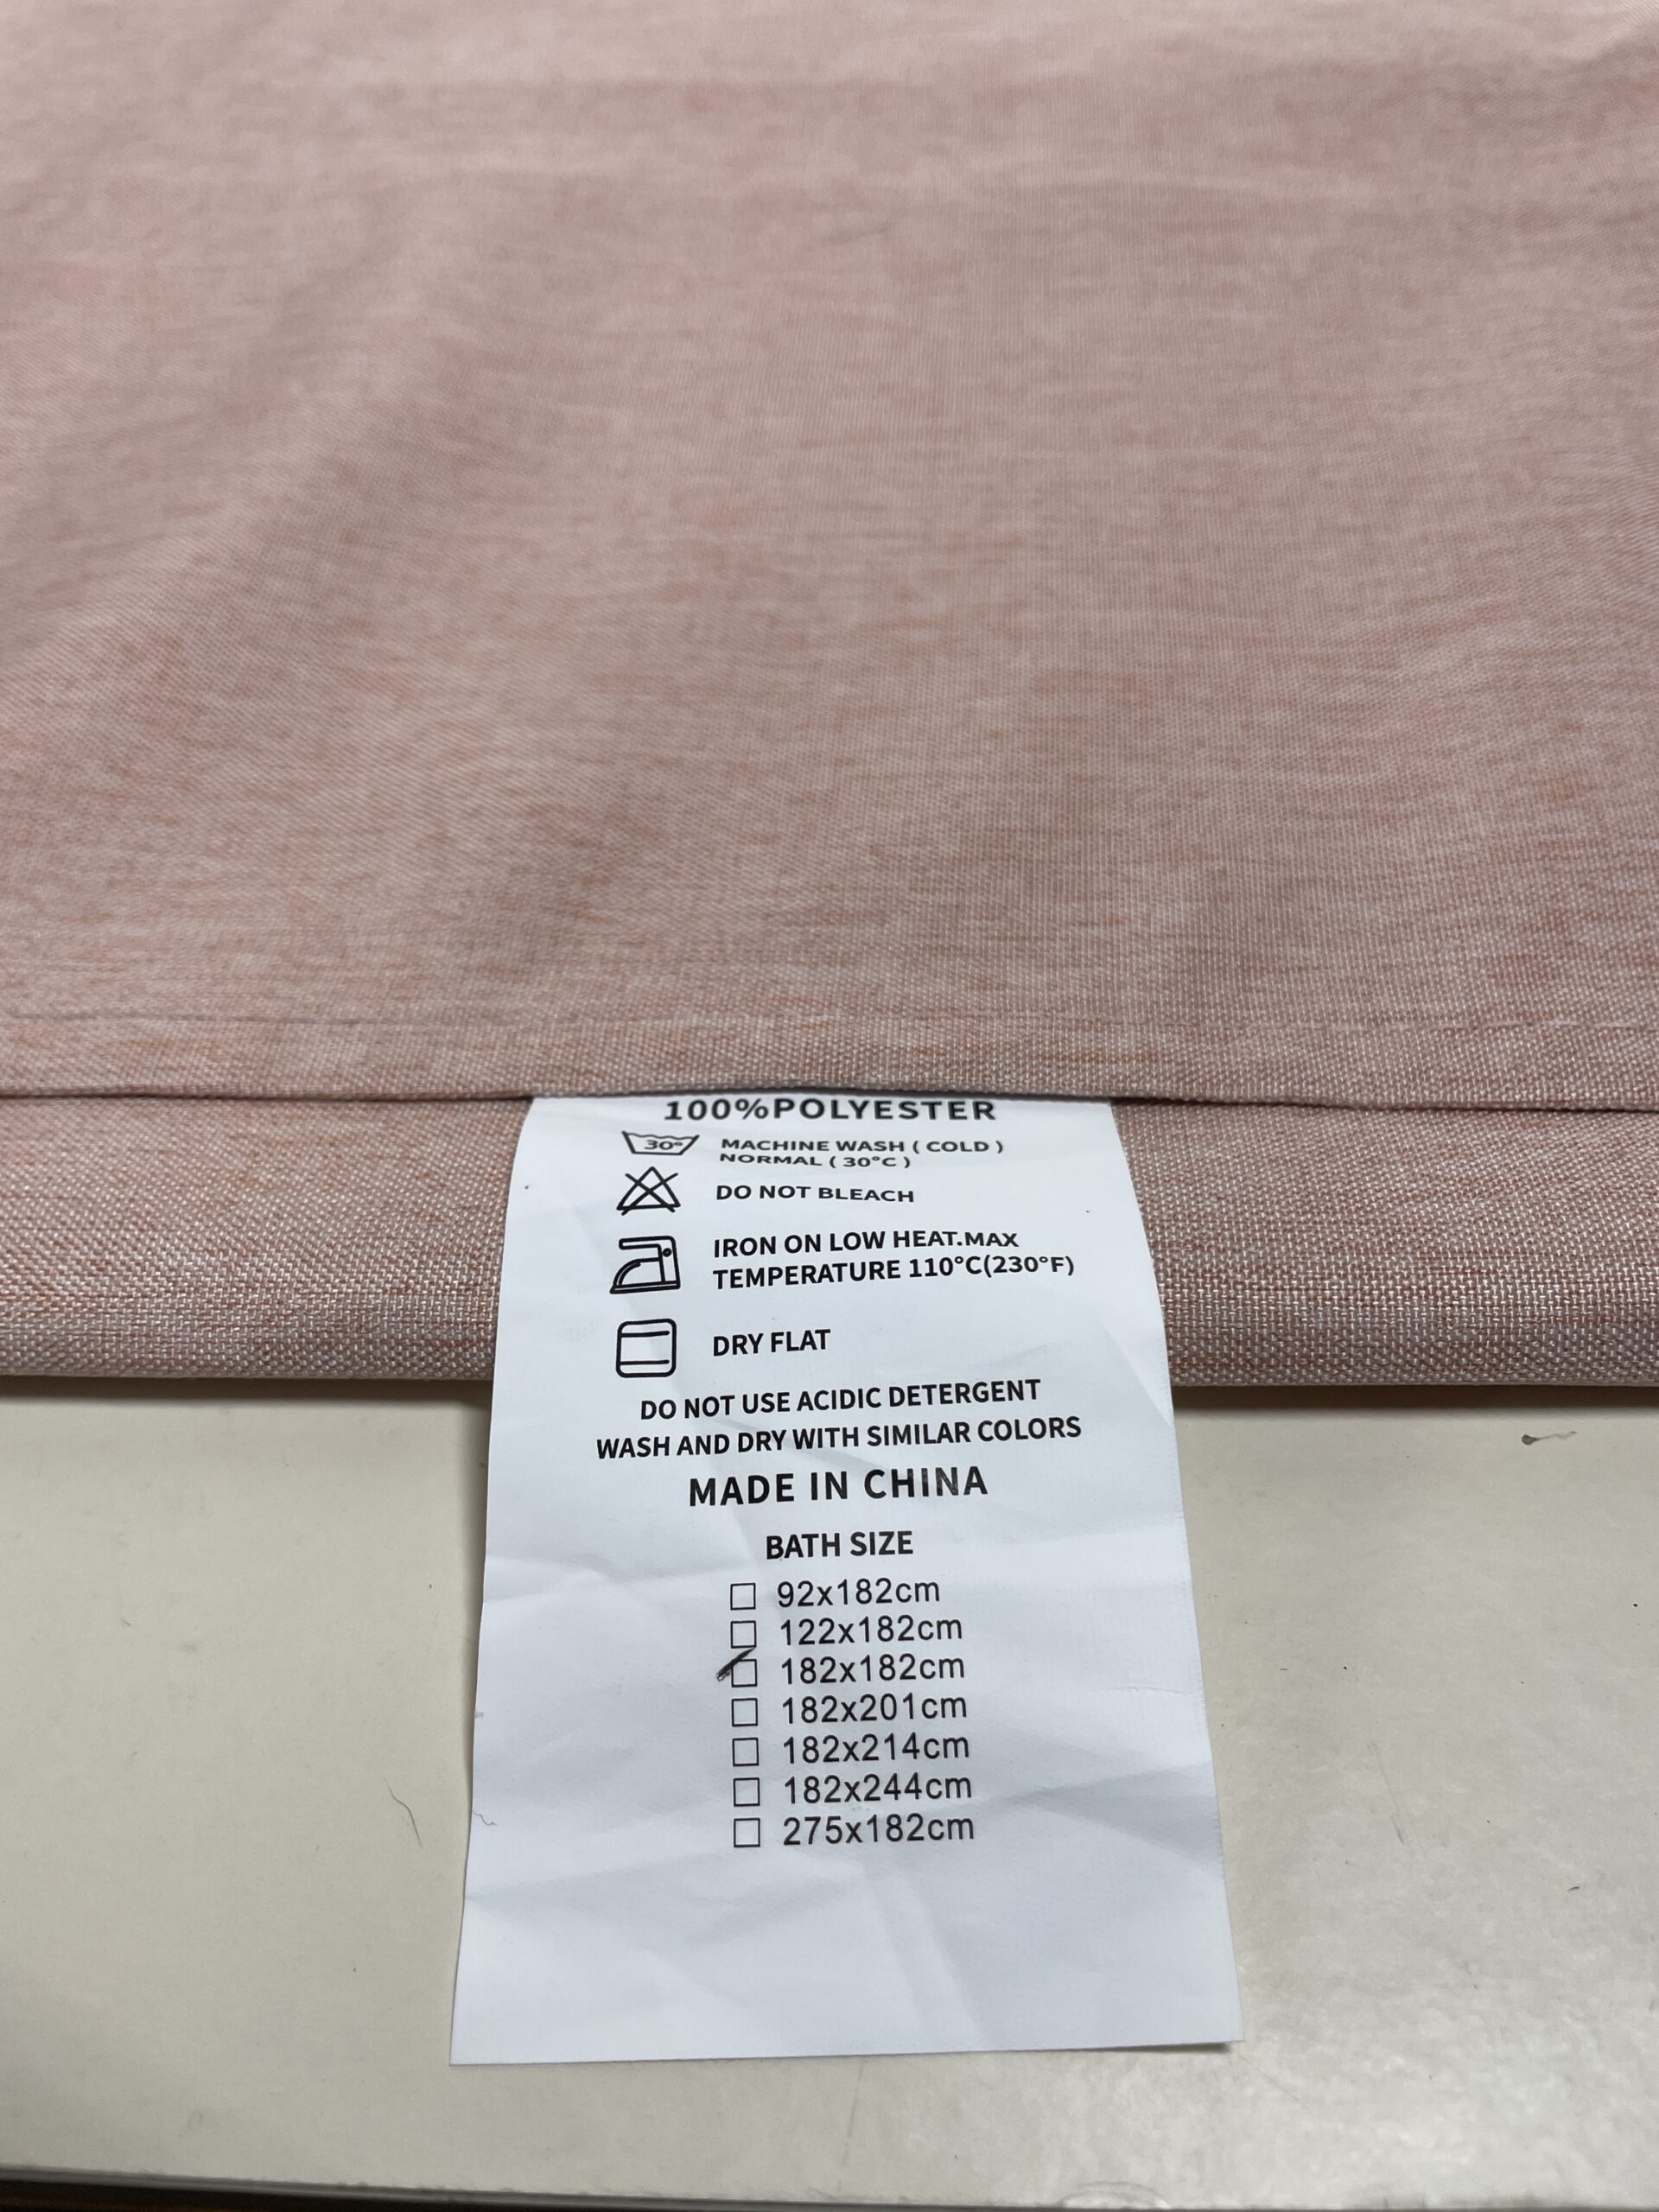 100%POLYESTER
30°
MACHINE WASH ( COLD )
NORMAL ( 30°C )
DO NOT BLEACH
IRON ON LOW HEAT.MAX
TEMPERATURE 110°C(230°F)
DRY FLAT
DO NOT USE ACIDIC DETERGENT
WASH AND DRY WITH SIMILAR COLORS
MADE IN CHINA
BATH SIZE
☐ 92x182cm
☐ 122x182cm
☐ 182x182cm
☐ 182x201cm
☐ 182x214cm
☐ 182x244cm
☐ 275x182cm